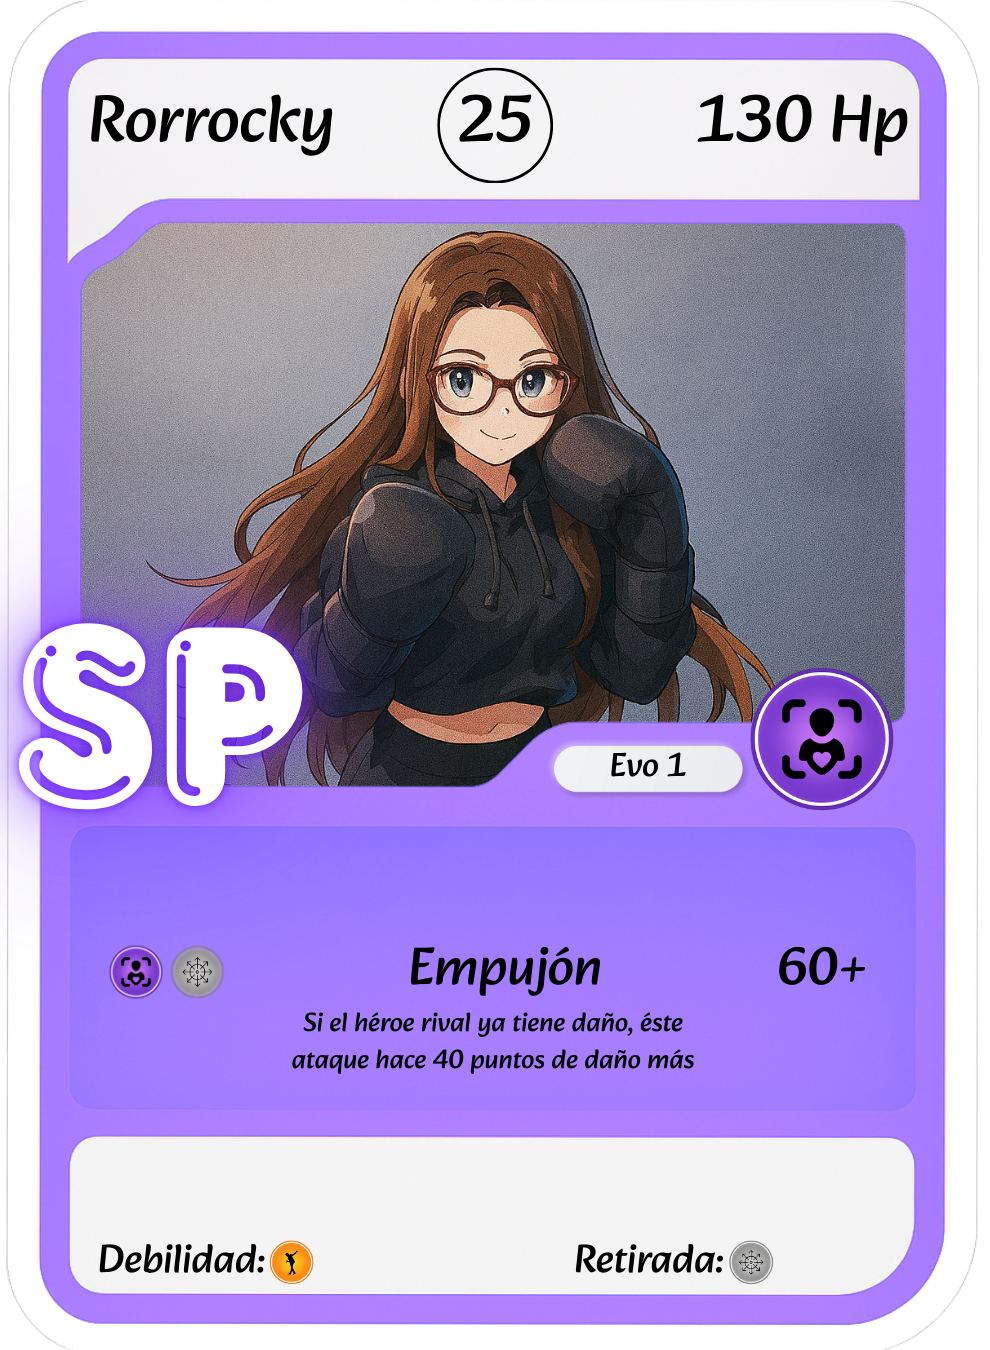 Rorrocky 25 130 Hp
SP
Evo 1
Empujón 60+
Si el héroe rival ya tiene daño, éste
ataque hace 40 puntos de daño más
Debilidad: Retirada: